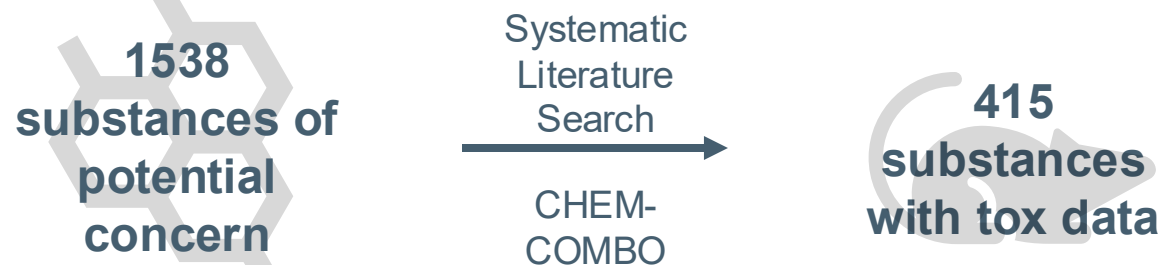 1538
substances of
potential
concern
Systematic
Literature
Search
CHEM-
COMBO
415
substances
with tox data